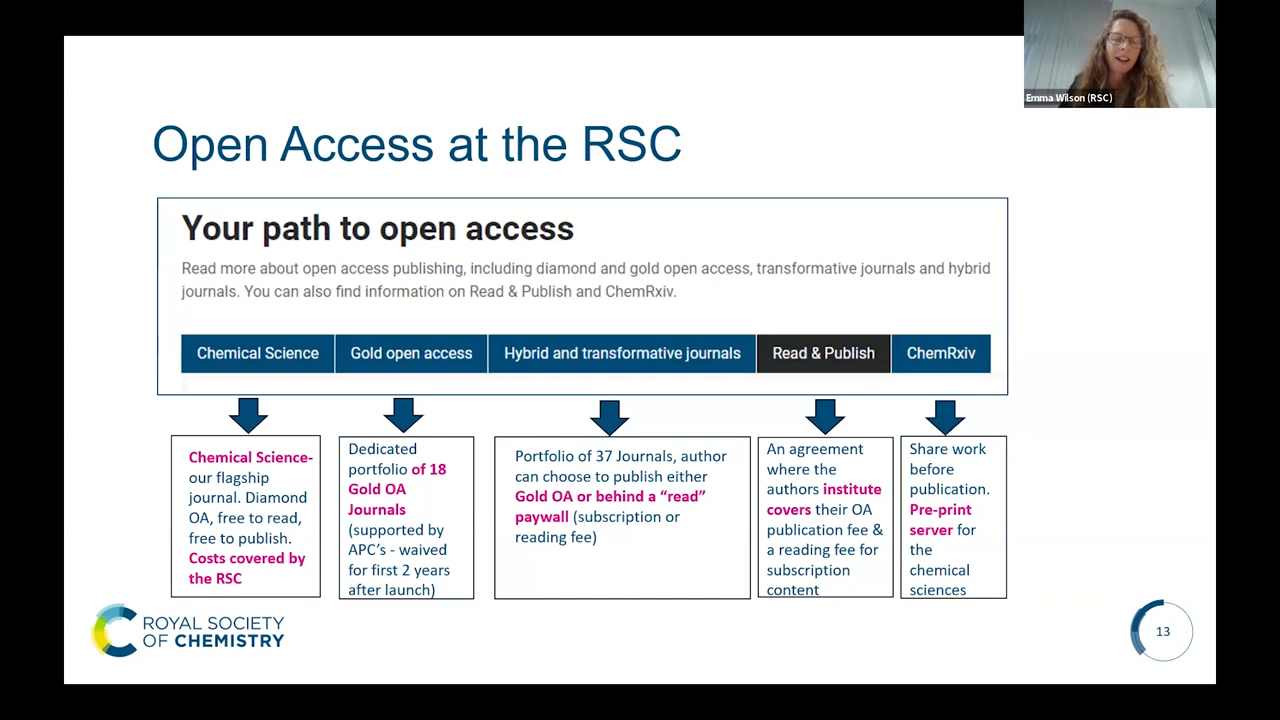 Emma Wilson (RSC)
Open Access at the RSC
Your path to open access
Read more about open access publishing, including diamond and gold open access, transformative journals and hybrid
journals. You can also find information on Read & Publish and ChemRxiv.
Chemical Science
Gold open access
Hybrid and transformative journals
Read & Publish
ChemRxiv
Chemical Science-
our flagship
journal. Diamond
OA, free to read,
free to publish.
Costs covered by
the RSC
Dedicated
portfolio of 18
Gold OA
Journals
(supported by
APC's - waived
for first 2 years
after launch)
Portfolio of 37 Journals, author
can choose to publish either
Gold OA or behind a “read”
paywall (subscription or
reading fee)
An agreement
where the
authors institute
covers their OA
publication fee &
a reading fee for
subscription
content
Share work
before
publication.
Pre-print
server for
the
chemical
sciences
ROYAL SOCIETY
OF CHEMISTRY
13